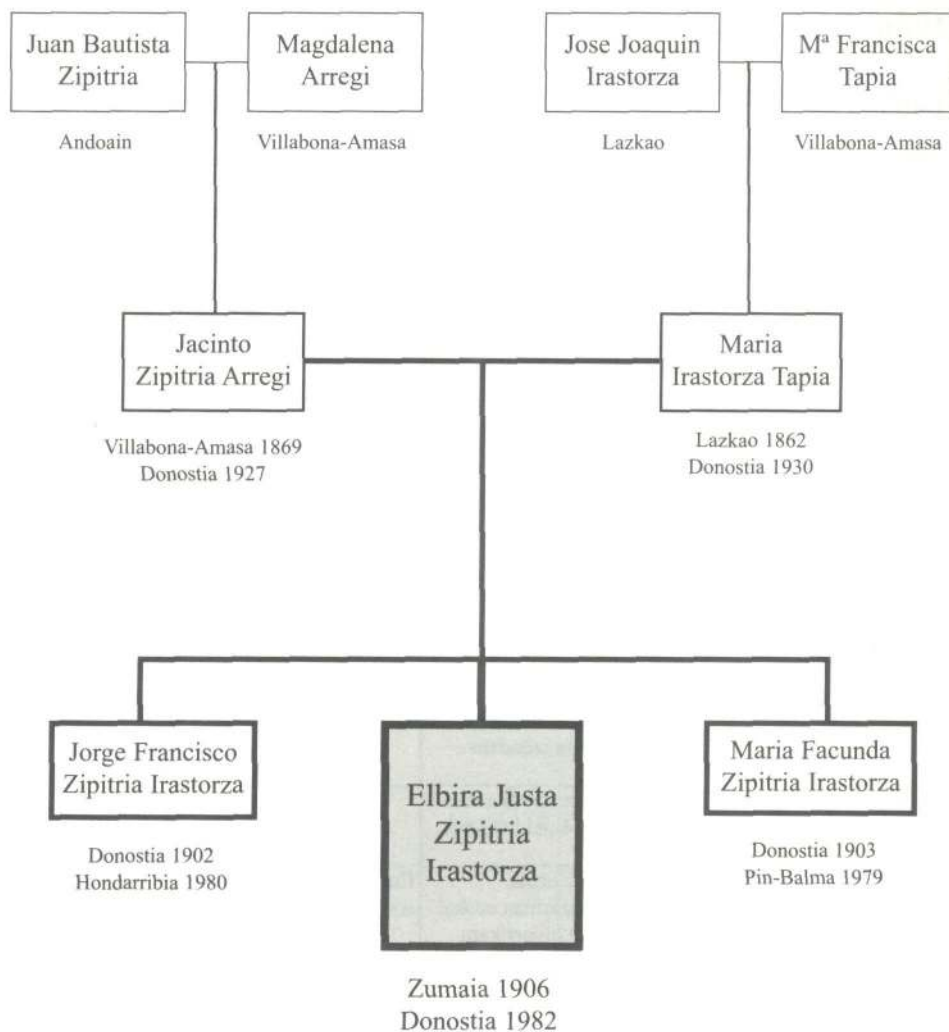 Juan Bautista
Zipitria
Magdalena
Arregi
Jose Joaquin
Irastorza
Mª Francisca
Tapia
Andoain
Villabona-Amasa
Lazkao
Villabona-Amasa
Jacinto
Zipitria Arregi
Maria
Irastorza Tapia
Villabona-Amasa 1869
Donostia 1927
Lazkao 1862
Donostia 1930
Jorge Francisco
Zipitria Irastorza
Elbira Justa
Zipitria
Irastorza
Maria Facunda
Zipitria Irastorza
Donostia 1902
Hondarribia 1980
Donostia 1903
Pin-Balma 1979
Zumaia 1906
Donostia 1982